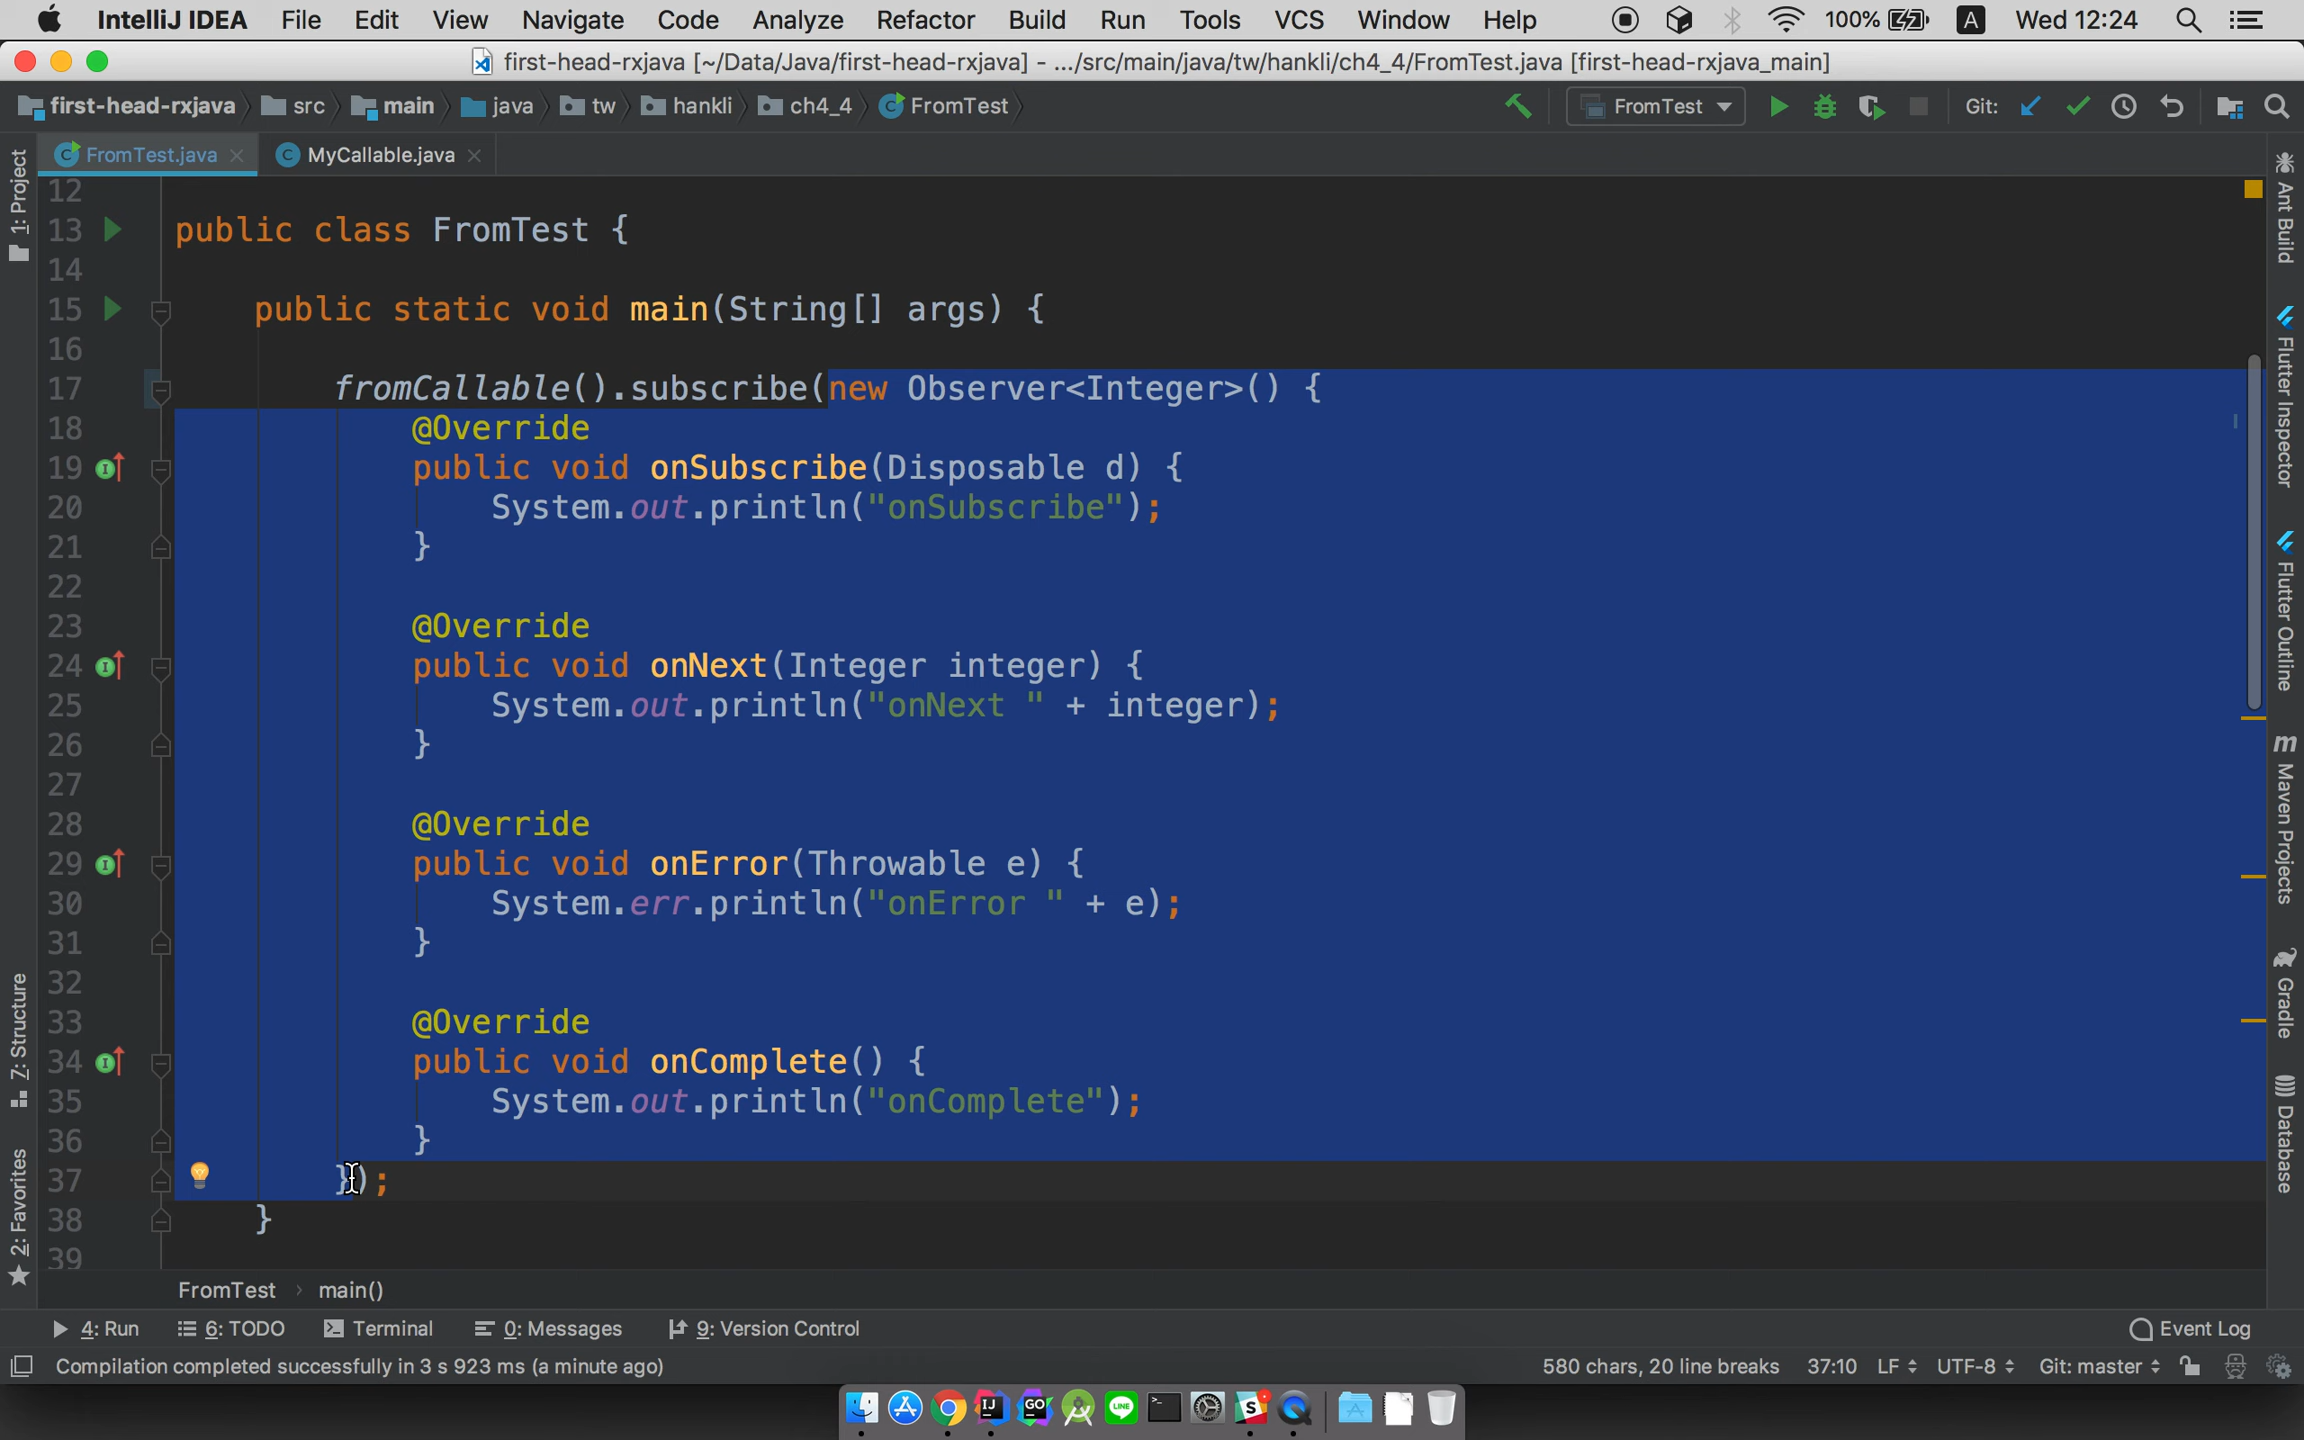 IntelliJ IDEA File Edit View Navigate Code Analyze Refactor Build Run Tools VCS Window Help 100% A Wed 12:24
first-head-rxjava [~/Data/Java/first-head-rxjava] - .../src/main/java/tw/hankli/ch4_4/FromTest.java [first-head-rxjava_main]
first-head-rxjava src main java tw hankli ch4_4 FromTest FromTest Git:
FromTest.java MyCallable.java
1: Project
7: Structure
2: Favorites
12
13 public class FromTest {
14
15 public static void main(String[] args) {
16
17 fromCallable().subscribe(new Observer<Integer>() {
18 @Override
19 public void onSubscribe(Disposable d) {
20 System.out.println("onSubscribe");
21 }
22
23 @Override
24 public void onNext(Integer integer) {
25 System.out.println("onNext " + integer);
26 }
27
28 @Override
29 public void onError(Throwable e) {
30 System.err.println("onError " + e);
31 }
32
33 @Override
34 public void onComplete() {
35 System.out.println("onComplete");
36 }
37 });
38 }
39
Ant Build
Flutter Inspector
Flutter Outline
m Maven Projects
Gradle
Database
FromTest › main()
4: Run 6: TODO Terminal 0: Messages 9: Version Control Event Log
Compilation completed successfully in 3 s 923 ms (a minute ago) 580 chars, 20 line breaks 37:10 LF UTF-8 Git: master
IJ GO LINE S